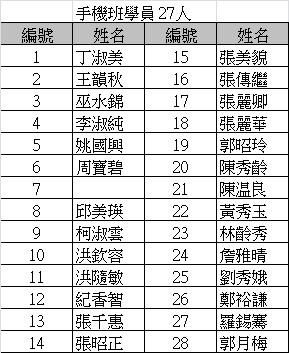 手機班學員27人
編號 姓名 編號 姓名
1 丁淑美 15 張美貌
2 王韻秋 16 張傳繼
3 巫水錦 17 張麗卿
4 李淑純 18 張麗華
5 姚國興 19 郭昭玲
6 周寶碧 20 陳秀齡
7 21 陳温良
8 邱美瑛 22 黃秀玉
9 柯淑雲 23 林齡秀
10 洪欽容 24 詹雅晴
11 洪隨敏 25 劉秀娥
12 紀香智 26 鄭裕謙
13 張千惠 27 羅錫騫
14 張昭正 28 郭月梅